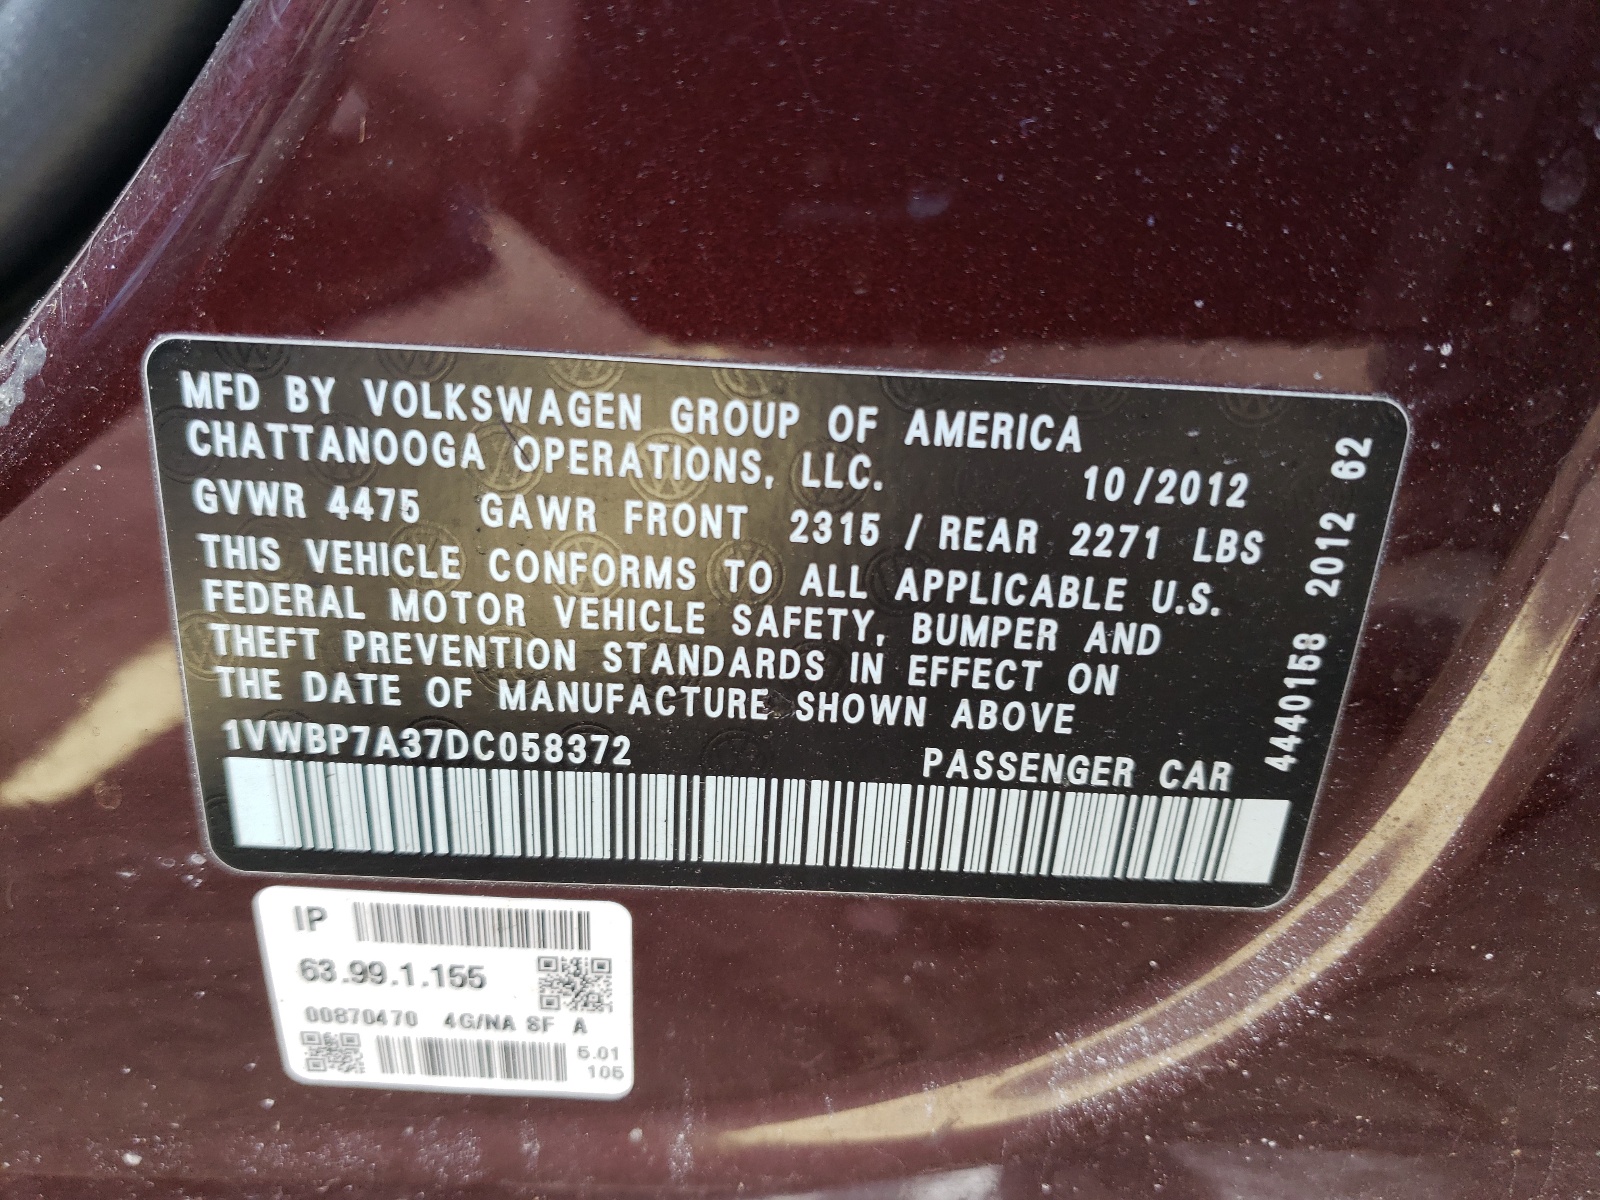 MFD BY VOLKSWAGEN GROUP OF AMERICA
CHATTANOOGA OPERATIONS, LLC. 10/2012
GVWR 4475 GAWR FRONT 2315 / REAR 2271 LBS
THIS VEHICLE CONFORMS TO ALL APPLICABLE U.S.
FEDERAL MOTOR VEHICLE SAFETY, BUMPER AND
THEFT PREVENTION STANDARDS IN EFFECT ON
THE DATE OF MANUFACTURE SHOWN ABOVE
1VWBP7A37DC058372 PASSENGER CAR
4440158 2012 62
IP
63.99.1.155
00870470 4G/NA SF A
5.01
105